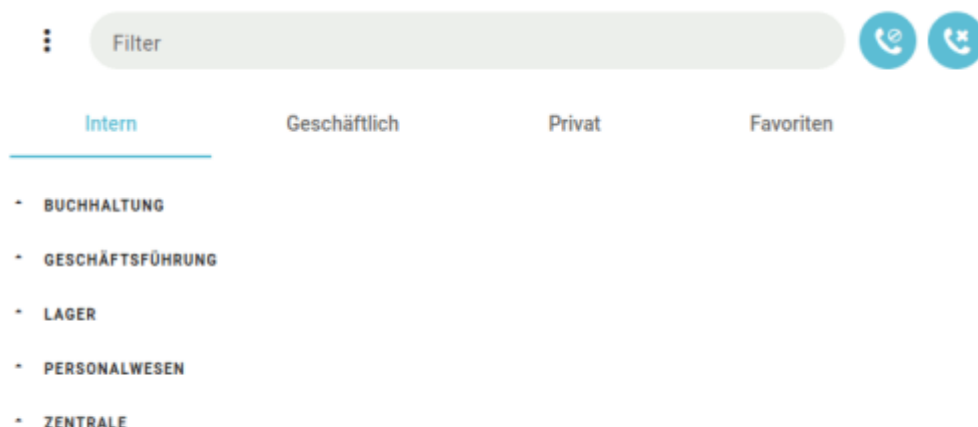 Filter
Intern Geschäftlich Privat Favoriten
BUCHHALTUNG
GESCHÄFTSFÜHRUNG
LAGER
PERSONALWESEN
ZENTRALE